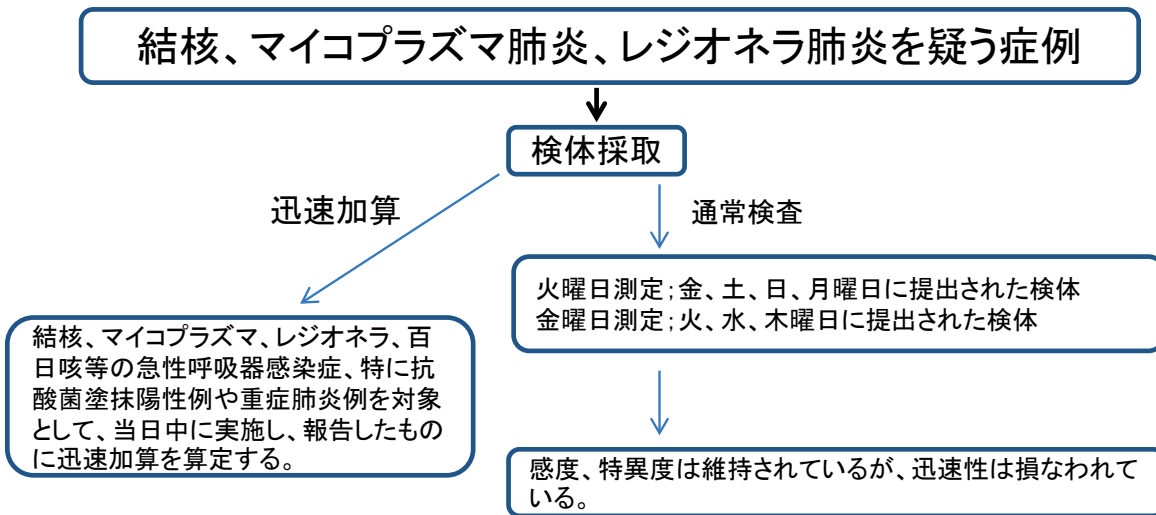 結核、マイコプラズマ肺炎、レジオネラ肺炎を疑う症例
検体採取
迅速加算
通常検査
火曜日測定;金、土、日、月曜日に提出された検体
金曜日測定;火、水、木曜日に提出された検体
結核、マイコプラズマ、レジオネラ、百
日咳等の急性呼吸器感染症、特に抗
酸菌塗抹陽性例や重症肺炎例を対象
として、当日中に実施し、報告したもの
に迅速加算を算定する。
感度、特異度は維持されているが、迅速性は損なわれて
いる。